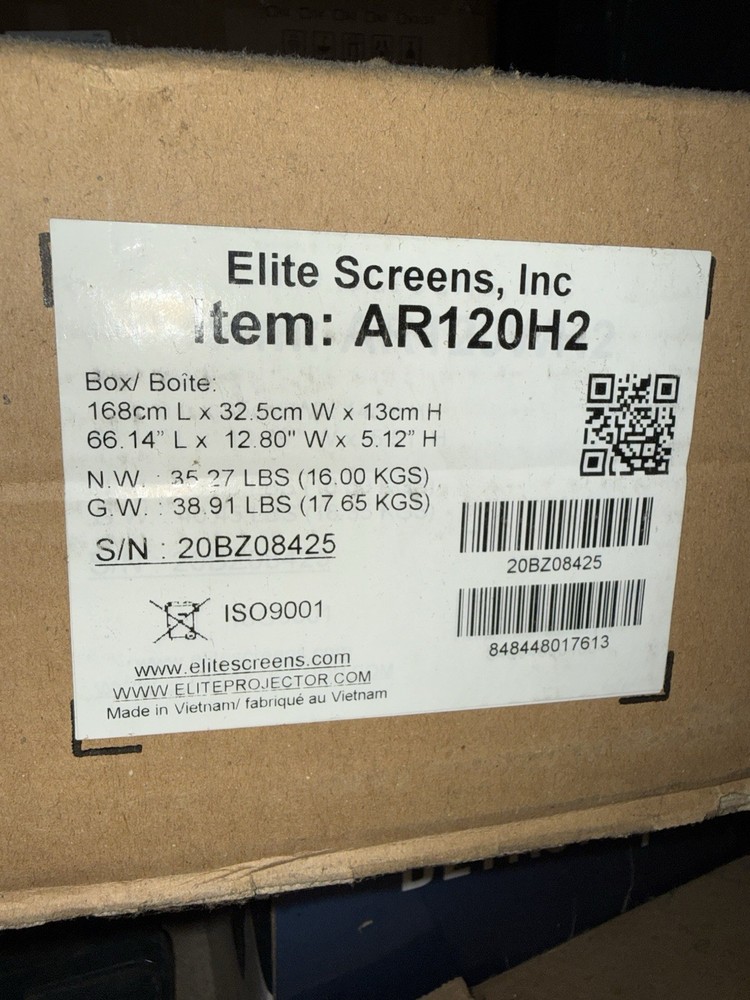 Elite Screens, Inc
Item: AR120H2
Box/ Boîte:
168cm L x 32.5cm W x 13cm H
66.14” L x 12.80" W x 5.12” H
N.W. : 35.27 LBS (16.00 KGS)
G.W. : 38.91 LBS (17.65 KGS)
S/N : 20BZ08425
20BZ08425
ISO9001
848448017613
www.elitescreens.com
WWW.ELITEPROJECTOR.COM
Made in Vietnam/ fabriqué au Vietnam